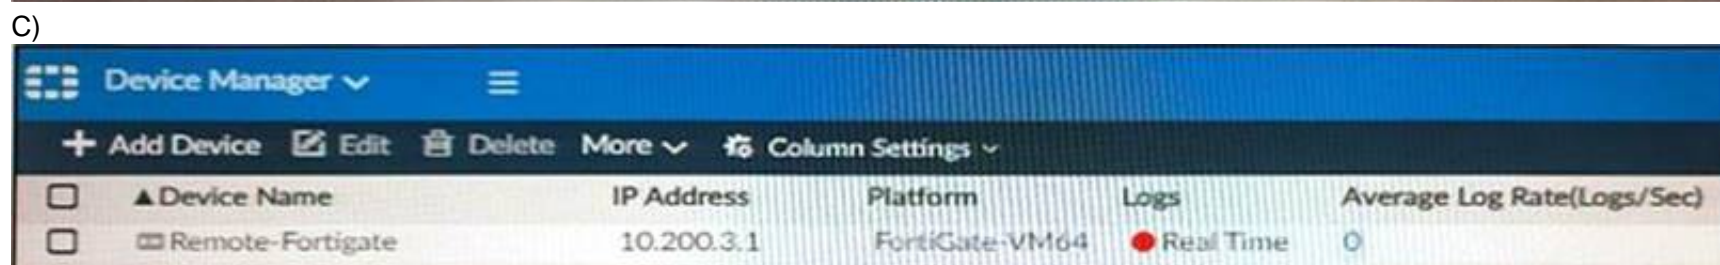 C)
Device Manager
Add Device Edit Delete More Column Settings
▲Device Name IP Address Platform Logs Average Log Rate(Logs/Sec)
Remote-Fortigate 10.200.3.1 FortiGate-VM64 Real Time 0